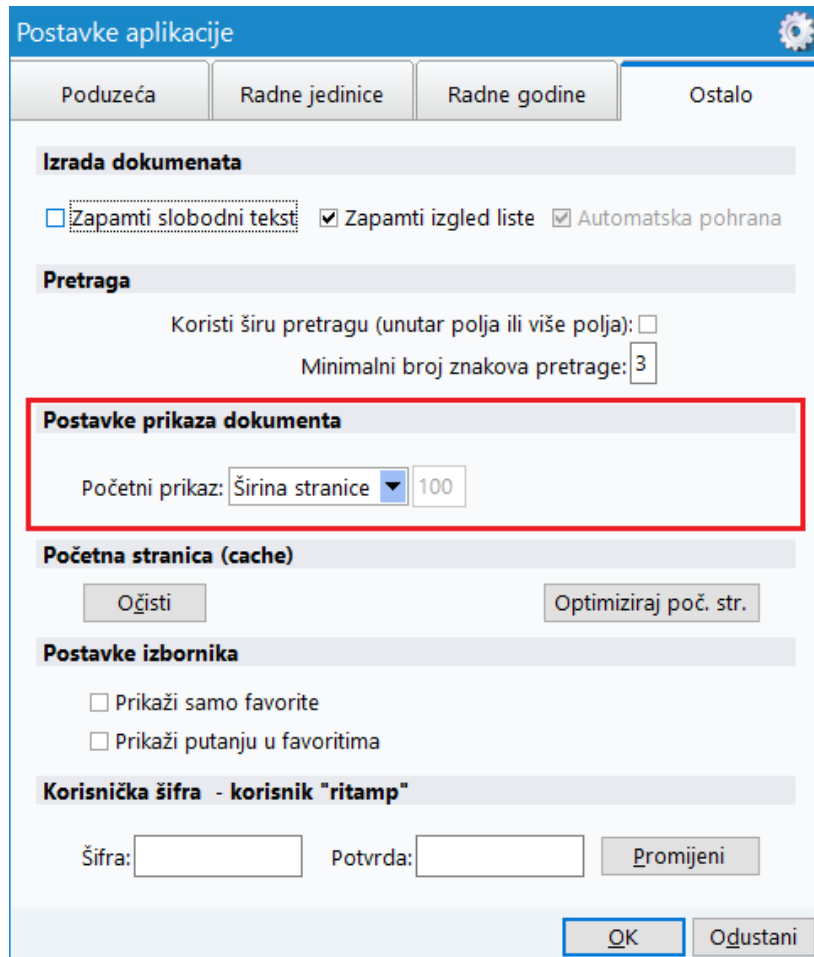 Postavke aplikacije
Poduzeća Radne jedinice Radne godine Ostalo
Izrada dokumenata
Zapamti slobodni tekst Zapamti izgled liste Automatska pohrana
Pretraga
Koristi širu pretragu (unutar polja ili više polja):
Minimalni broj znakova pretrage: 3
Postavke prikaza dokumenta
Početni prikaz: Širina stranice 100
Početna stranica (cache)
Očisti Optimiziraj poč. str.
Postavke izbornika
Prikaži samo favorite
Prikaži putanju u favoritima
Korisnička šifra - korisnik "ritamp"
Šifra: Potvrda: Promijeni
OK Odustani